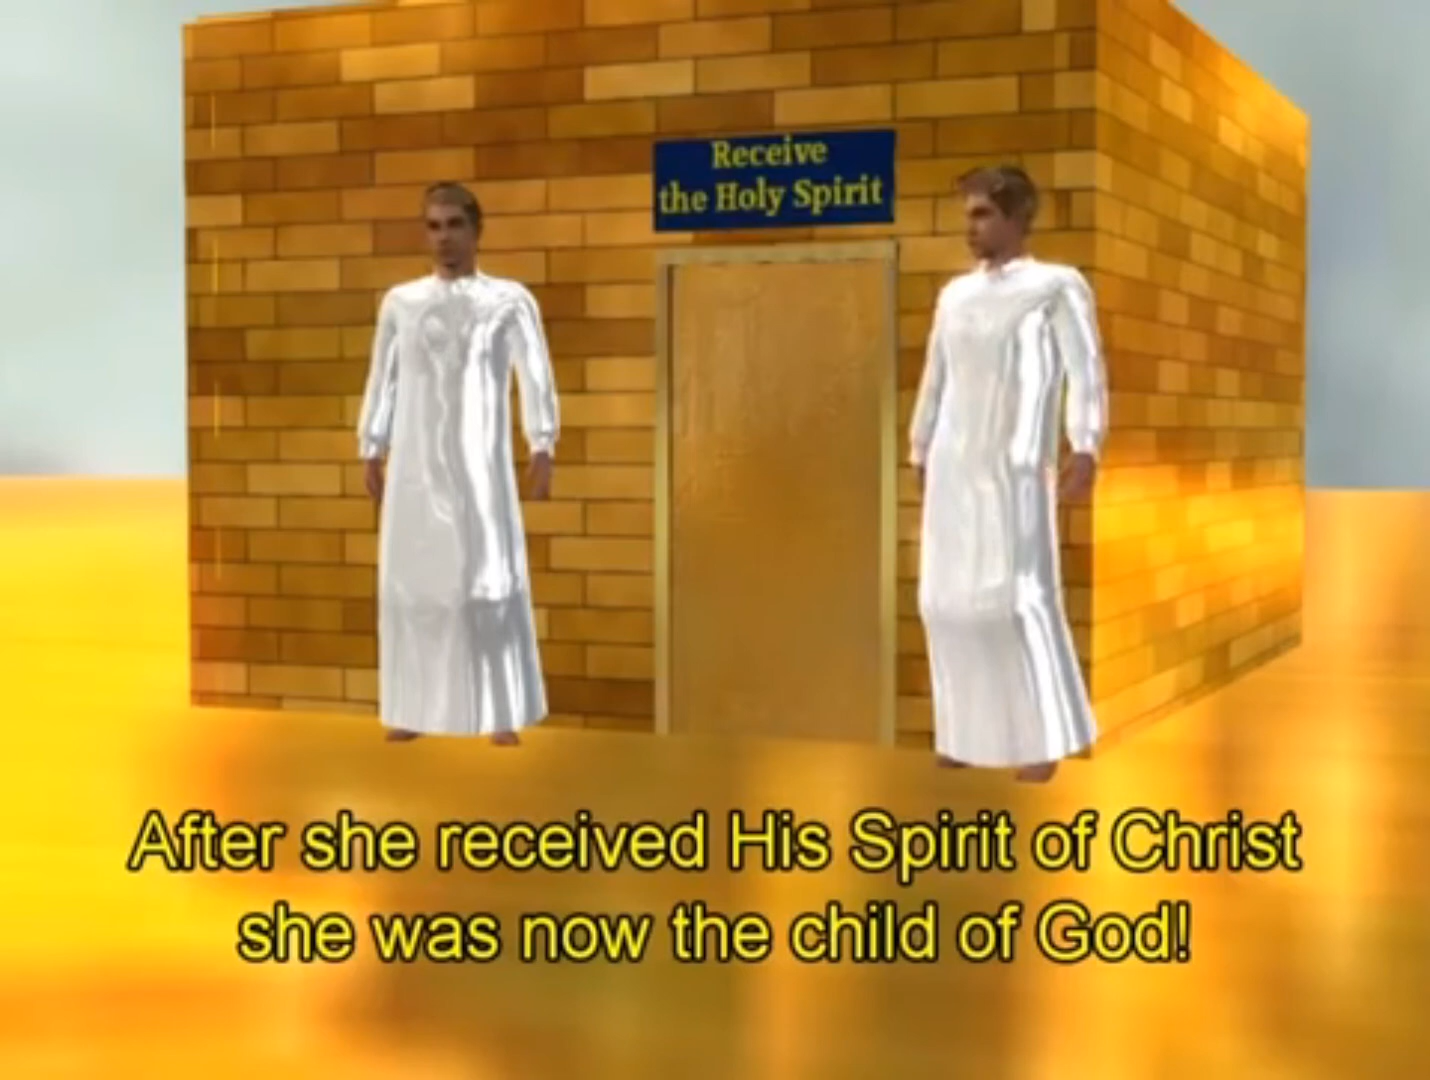 Receive
the Holy Spirit
After she received His Spirit of Christ
she was now the child of God!